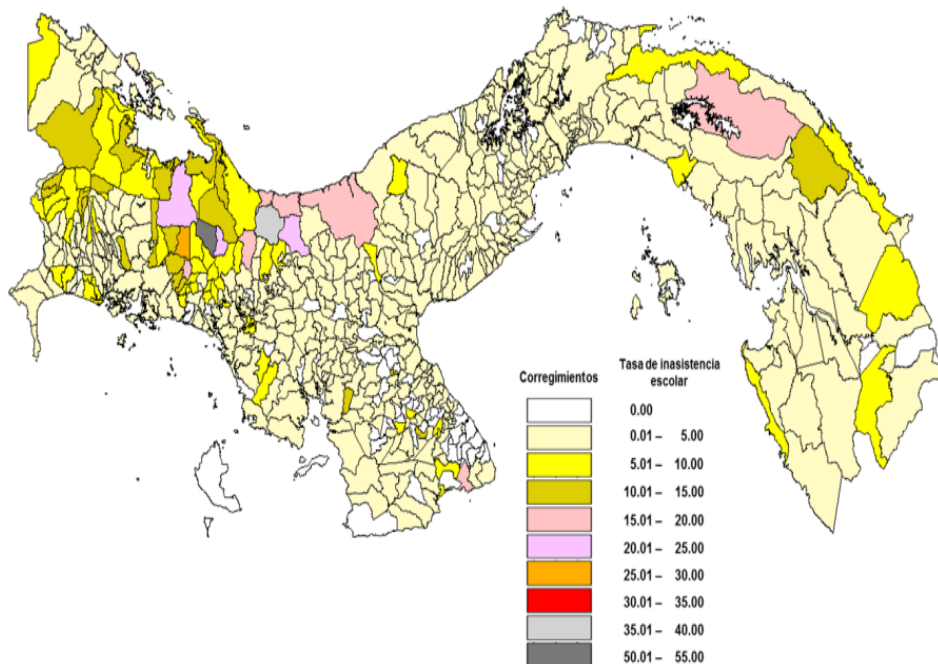 Corregimientos
Tasa de inasistencia
escolar
0.00
0.01 – 5.00
5.01 – 10.00
10.01 – 15.00
15.01 – 20.00
20.01 – 25.00
25.01 – 30.00
30.01 – 35.00
35.01 – 40.00
50.01 – 55.00